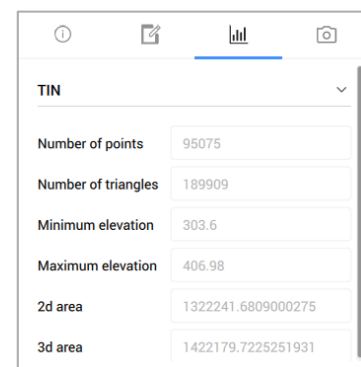 TIN
Number of points 95075
Number of triangles 189909
Minimum elevation 303.6
Maximum elevation 406.98
2d area 1322241.6809000275
3d area 1422179.7225251931